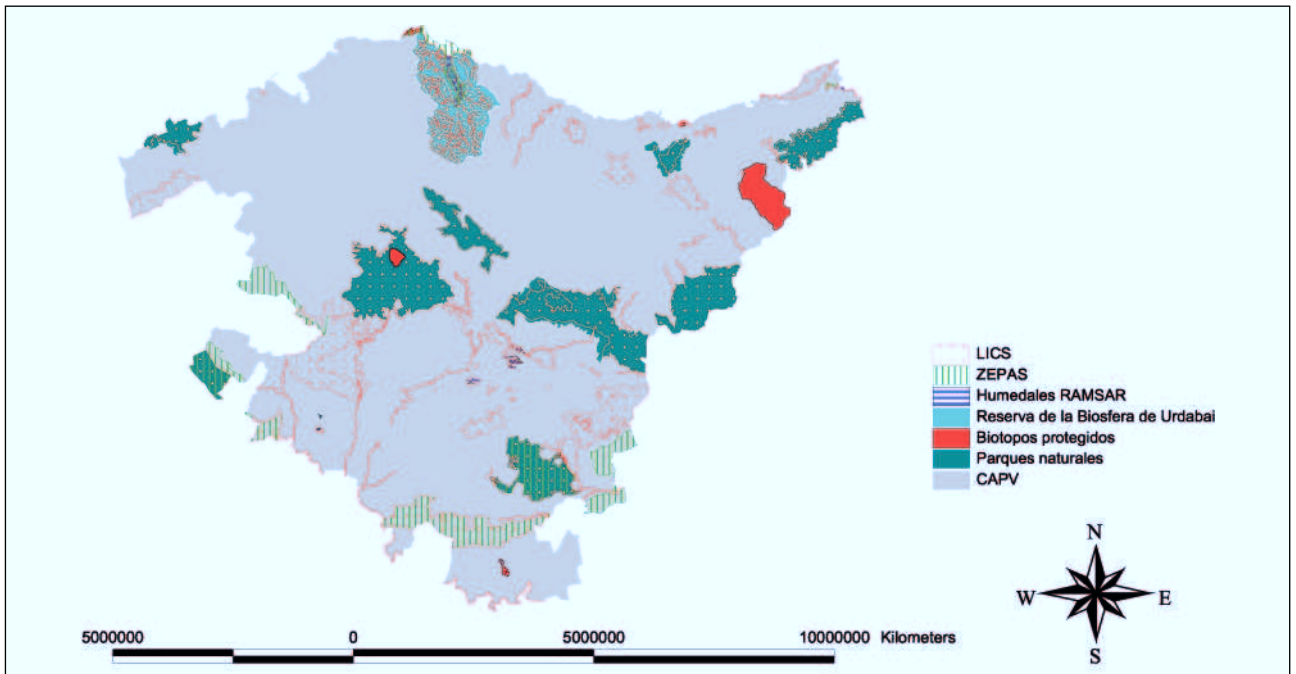 LICS
ZEPAS
Humedales RAMSAR
Reserva de la Biosfera de Urdabai
Biotopos protegidos
Parques naturales
CAPV
N
W E
S
5000000 0 5000000 10000000 Kilometers